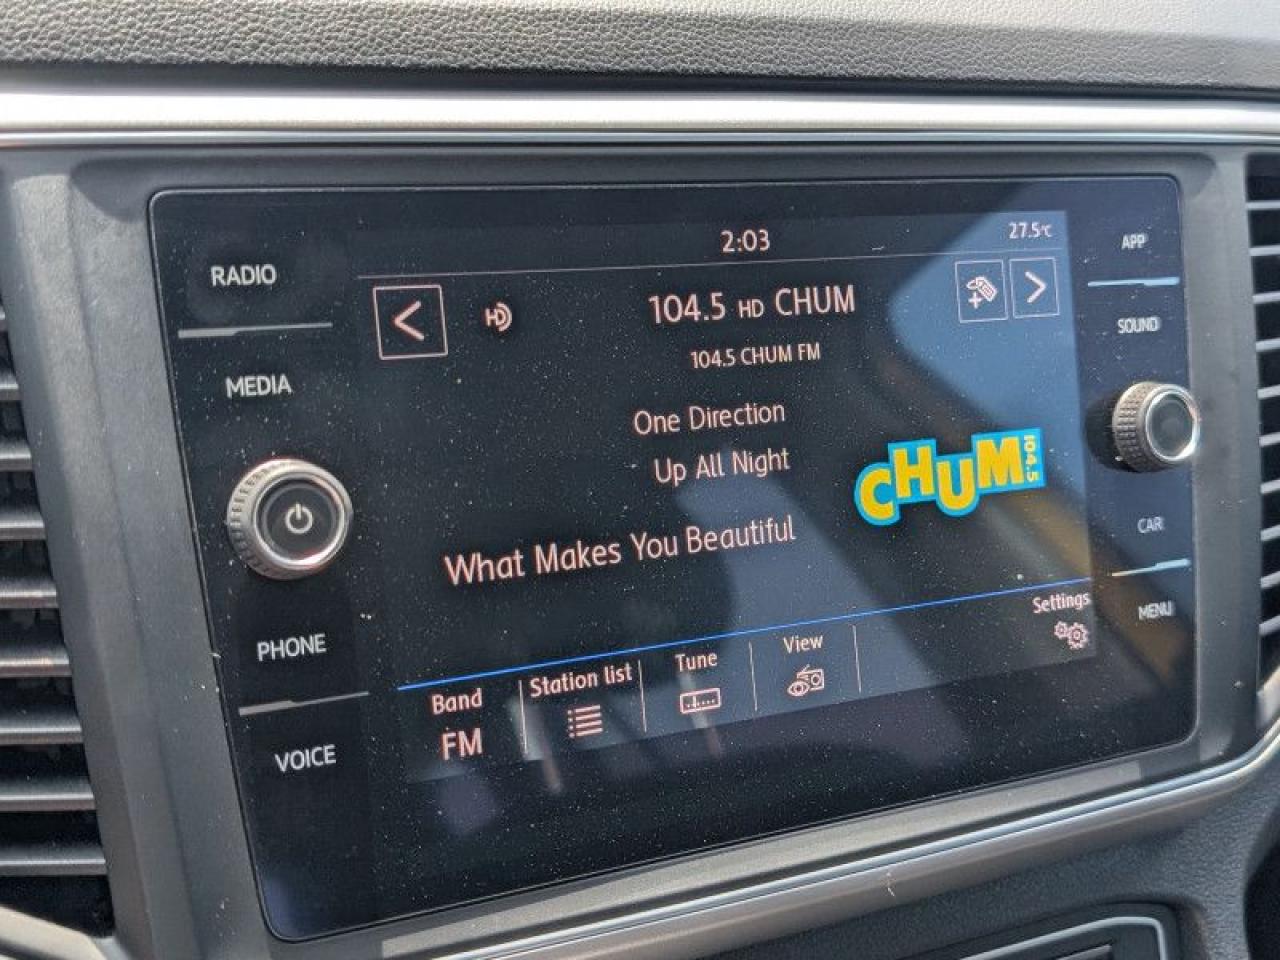 2:03
27.5°C
RADIO
MEDIA
PHONE
VOICE
HD
104.5 HD CHUM
104.5 CHUM FM
One Direction
Up All Night
What Makes You Beautiful
CHUM 104.5
Band
FM
Station list
Tune
View
Settings
APP
SOUND
CAR
MENU